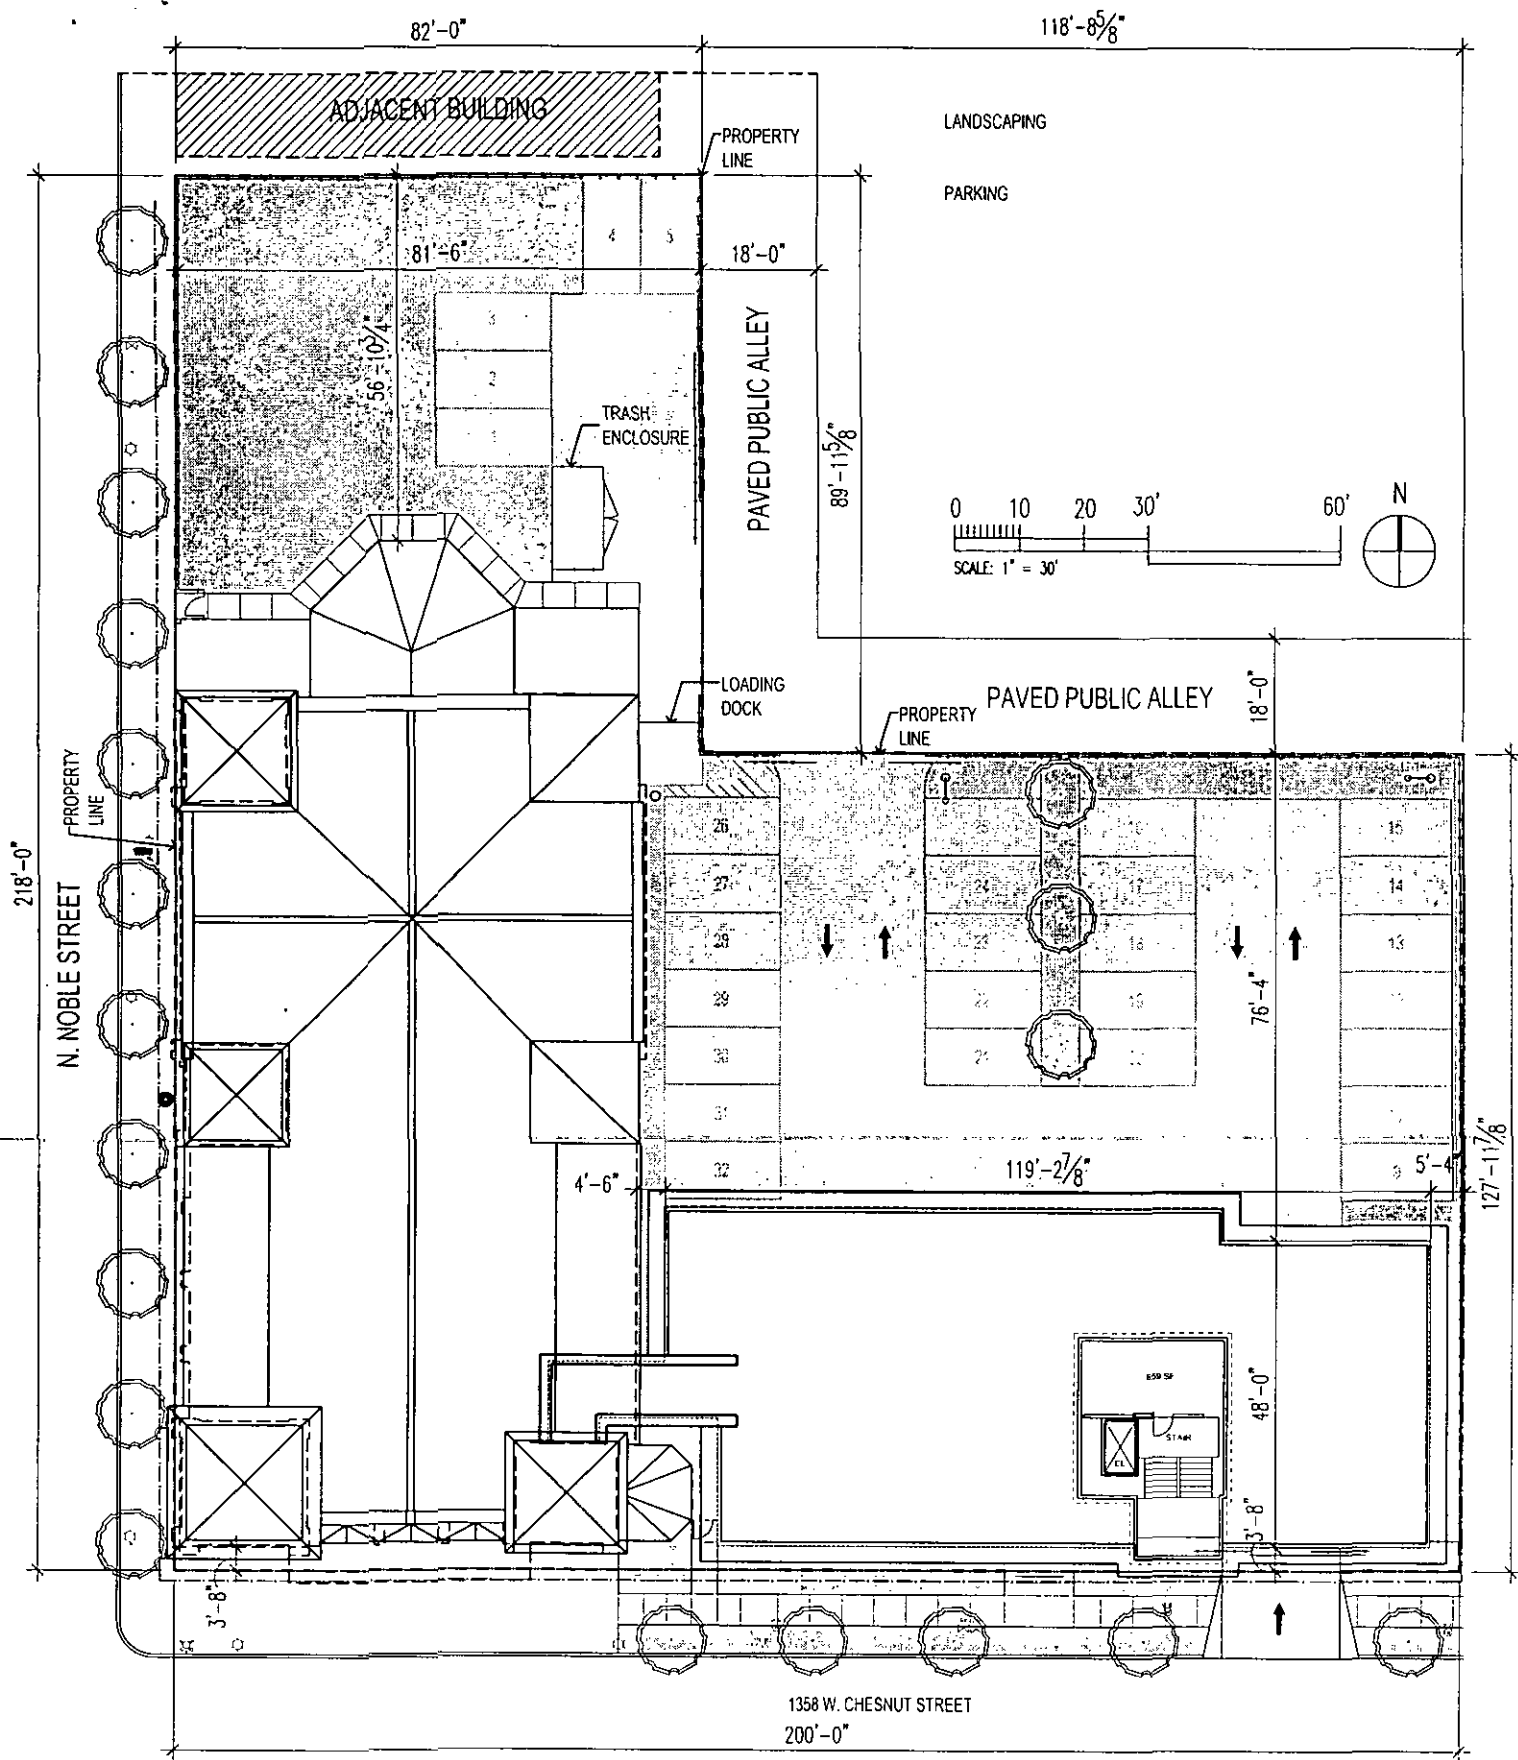 82'-0"
118'-8 5/8"
ADJACENT BUILDING
LANDSCAPING
PROPERTY
LINE
PARKING
4
5
81'-6"
18'-0"
3
56'-10 3/4"
PAVED PUBLIC ALLEY
2
TRASH
ENCLOSURE
1
89'-11 5/8"
0 10 20 30' 60'
N
SCALE: 1" = 30'
LOADING
DOCK
PAVED PUBLIC ALLEY
18'-0"
PROPERTY
LINE
PROPERTY
LINE
218'-0"
N. NOBLE STREET
26
25
15
27
24
17
14
28
23
18
13
29
22
19
76'-4"
30
21
31
32
119'-2 7/8"
9
5'-4"
4'-6"
127'-11 7/8"
659 SF
48'-0"
STAIR
EL
3'-8"
3'-8"
1358 W. CHESNUT STREET
200'-0"